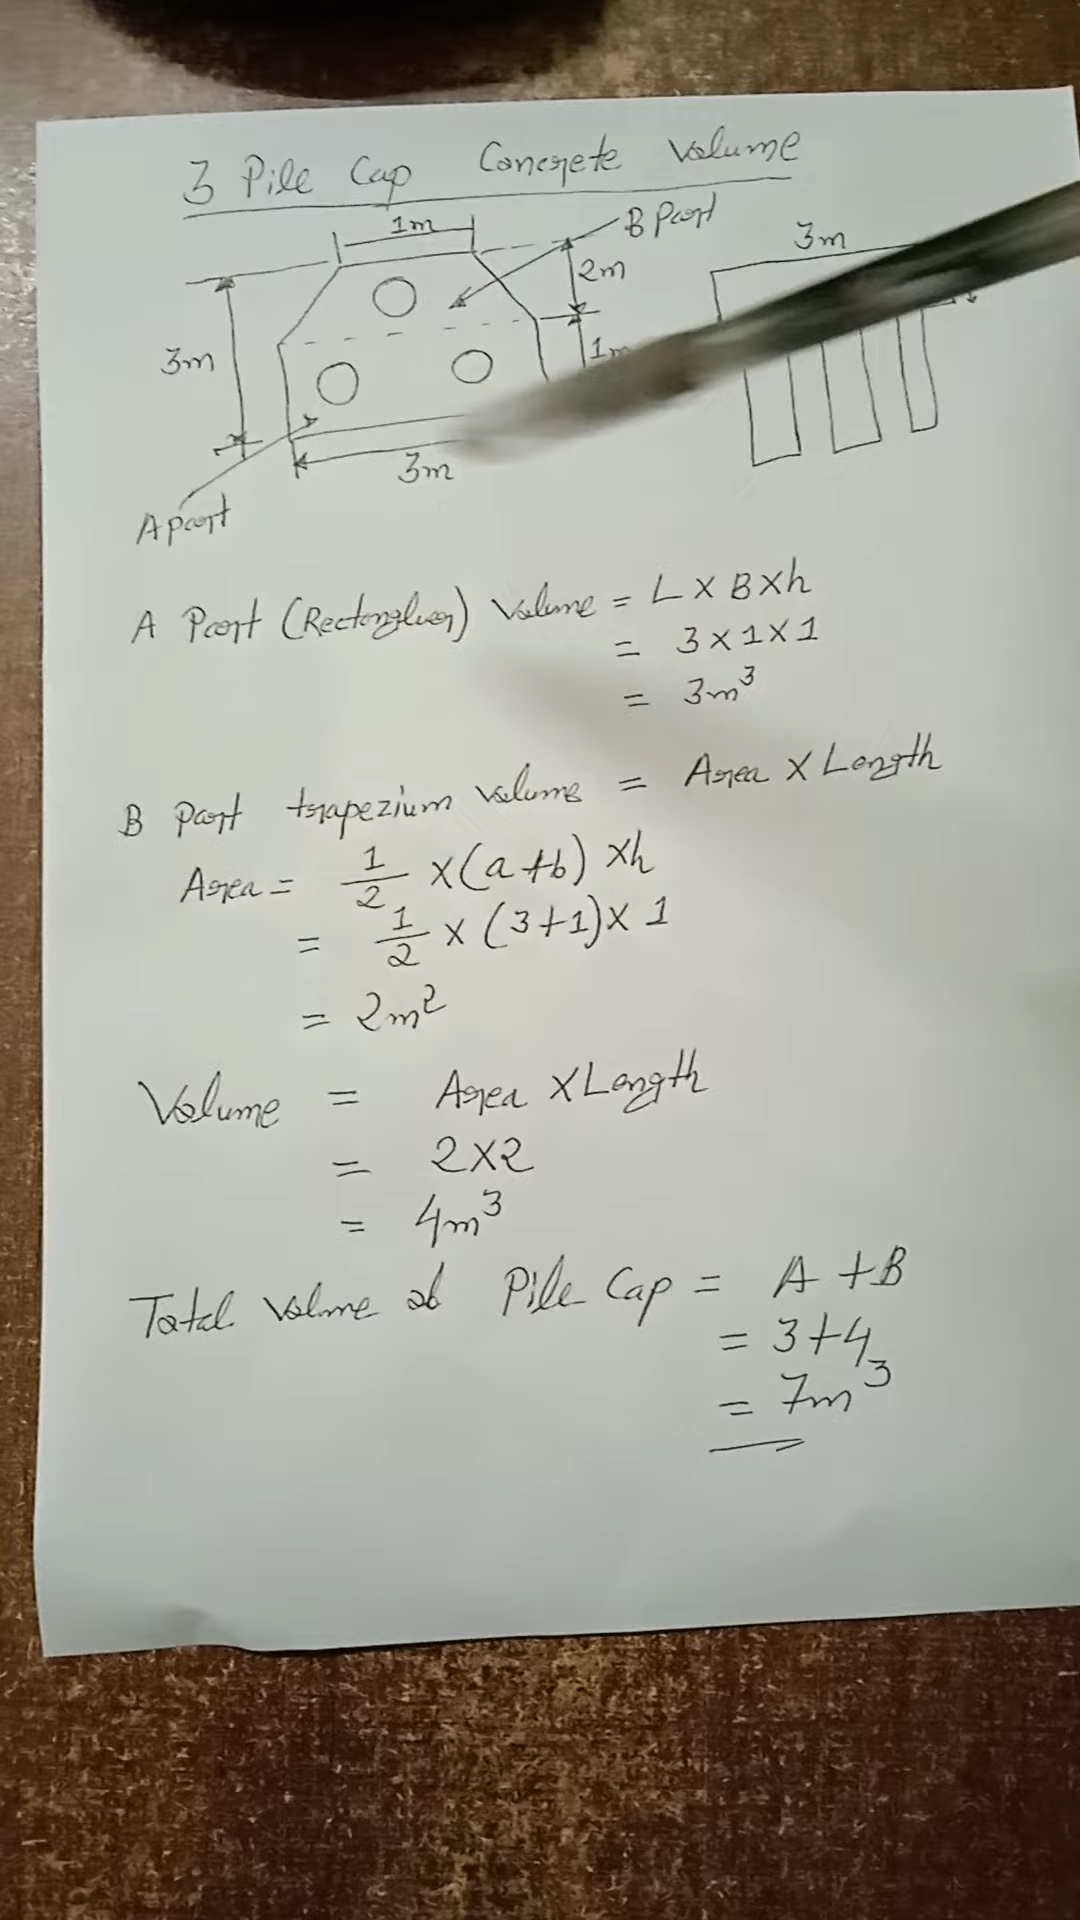 3 Pile Cap Concrete Volume
1m
B Part
3m
2m
3m
1m
3m
A part
A Part (Rectangluer) Volume = L X B X h
= 3 X 1 X 1
= 3m³
B Part trapezium Volume = Area X Length
Area = 1/2 X (a+b) X h
= 1/2 X (3+1) X 1
= 2m²
Volume = Area X Length
= 2X2
= 4m³
Total Volme of Pile Cap = A + B
= 3+4
= 7m³